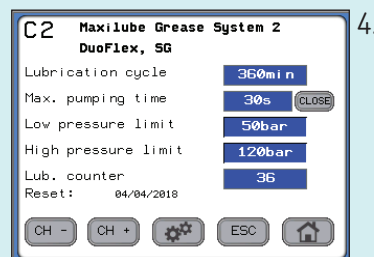 C2 Maxilube Grease System 2
DuoFlex, SG
Lubrication cycle 360min
Max. pumping time 30s CLOSE
Low pressure limit 50bar
High pressure limit 120bar
Lub. counter 36
Reset: 04/04/2018
CH - CH + ESC
4.